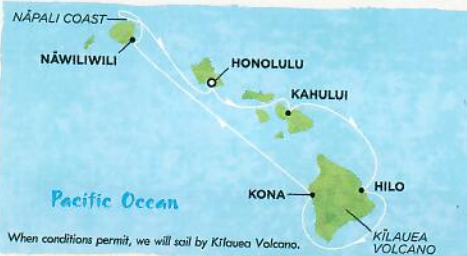 NĀPALI COAST
NĀWILIWILI
HONOLULU
KAHULUI
KONA
HILO
Pacific Ocean
KĪLAUEA
VOLCANO
When conditions permit, we will sail by Kīlauea Volcano.